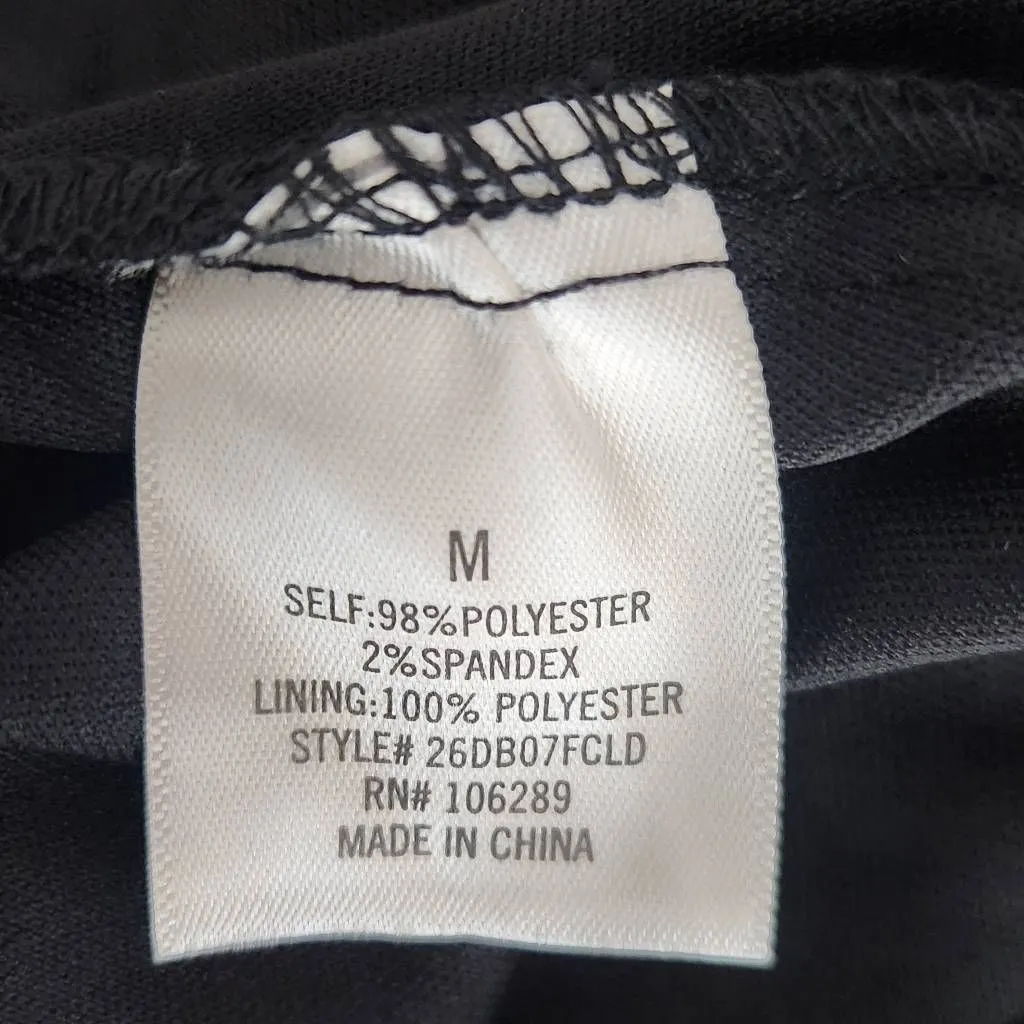 M
SELF:98%POLYESTER
2%SPANDEX
LINING:100% POLYESTER
STYLE# 26DB07FCLD
RN# 106289
MADE IN CHINA